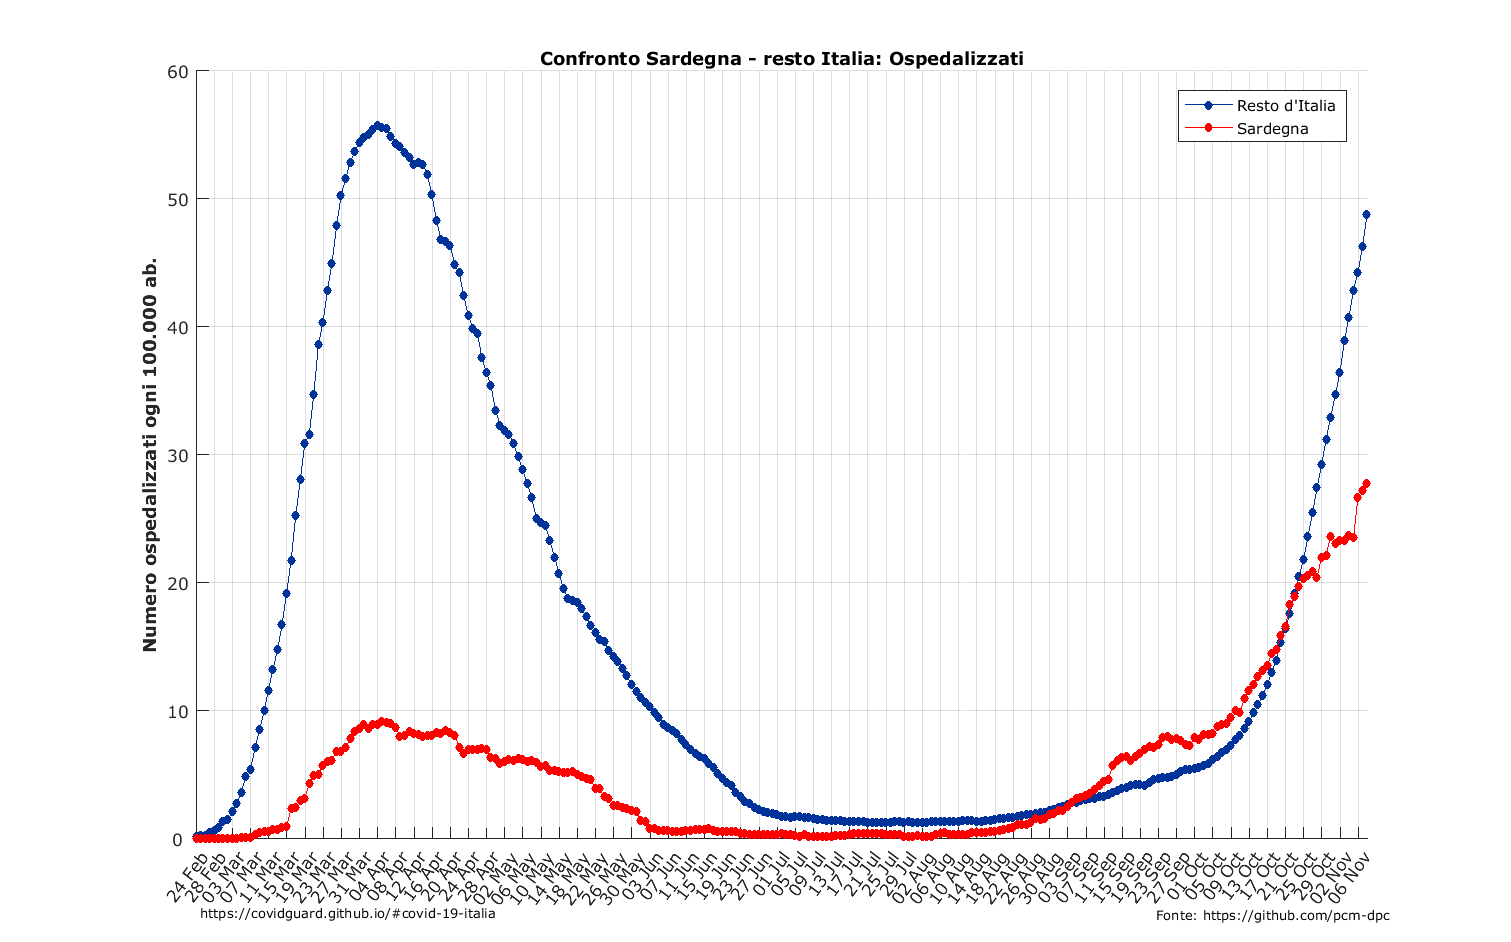 Confronto Sardegna - resto Italia: Ospedalizzati
Resto d'Italia
Sardegna
Numero ospedalizzati ogni 100.000 ab.
60
50
40
30
20
10
0
24 Feb
28 Feb
03 Mar
07 Mar
11 Mar
15 Mar
19 Mar
23 Mar
27 Mar
31 Mar
04 Apr
08 Apr
12 Apr
16 Apr
20 Apr
24 Apr
28 Apr
02 May
06 May
10 May
14 May
18 May
22 May
26 May
30 May
03 Jun
07 Jun
11 Jun
15 Jun
19 Jun
23 Jun
27 Jun
01 Jul
05 Jul
09 Jul
13 Jul
17 Jul
21 Jul
25 Jul
29 Jul
02 Aug
06 Aug
10 Aug
14 Aug
18 Aug
22 Aug
26 Aug
30 Aug
03 Sep
07 Sep
11 Sep
15 Sep
19 Sep
23 Sep
27 Sep
01 Oct
05 Oct
09 Oct
13 Oct
17 Oct
21 Oct
25 Oct
29 Oct
02 Nov
06 Nov
https://covidguard.github.io/#covid-19-italia
Fonte: https://github.com/pcm-dpc